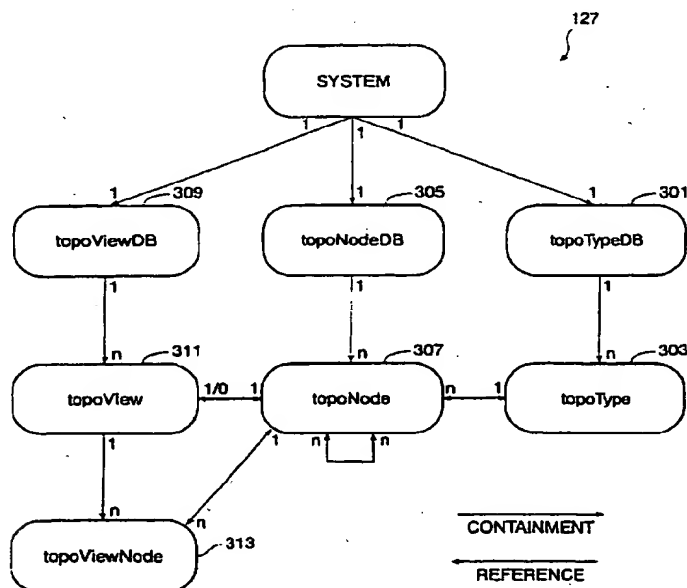 127
SYSTEM
1 1 1
1 309 1 305 1 301
topoViewDB topoNodeDB topoTypeDB
1 1 1
n 311 n 307 n 303
topoView 1/0 1 topoNode n 1 topoType
1 1 n n
n n
topoViewNode 313
CONTAINMENT
REFERENCE